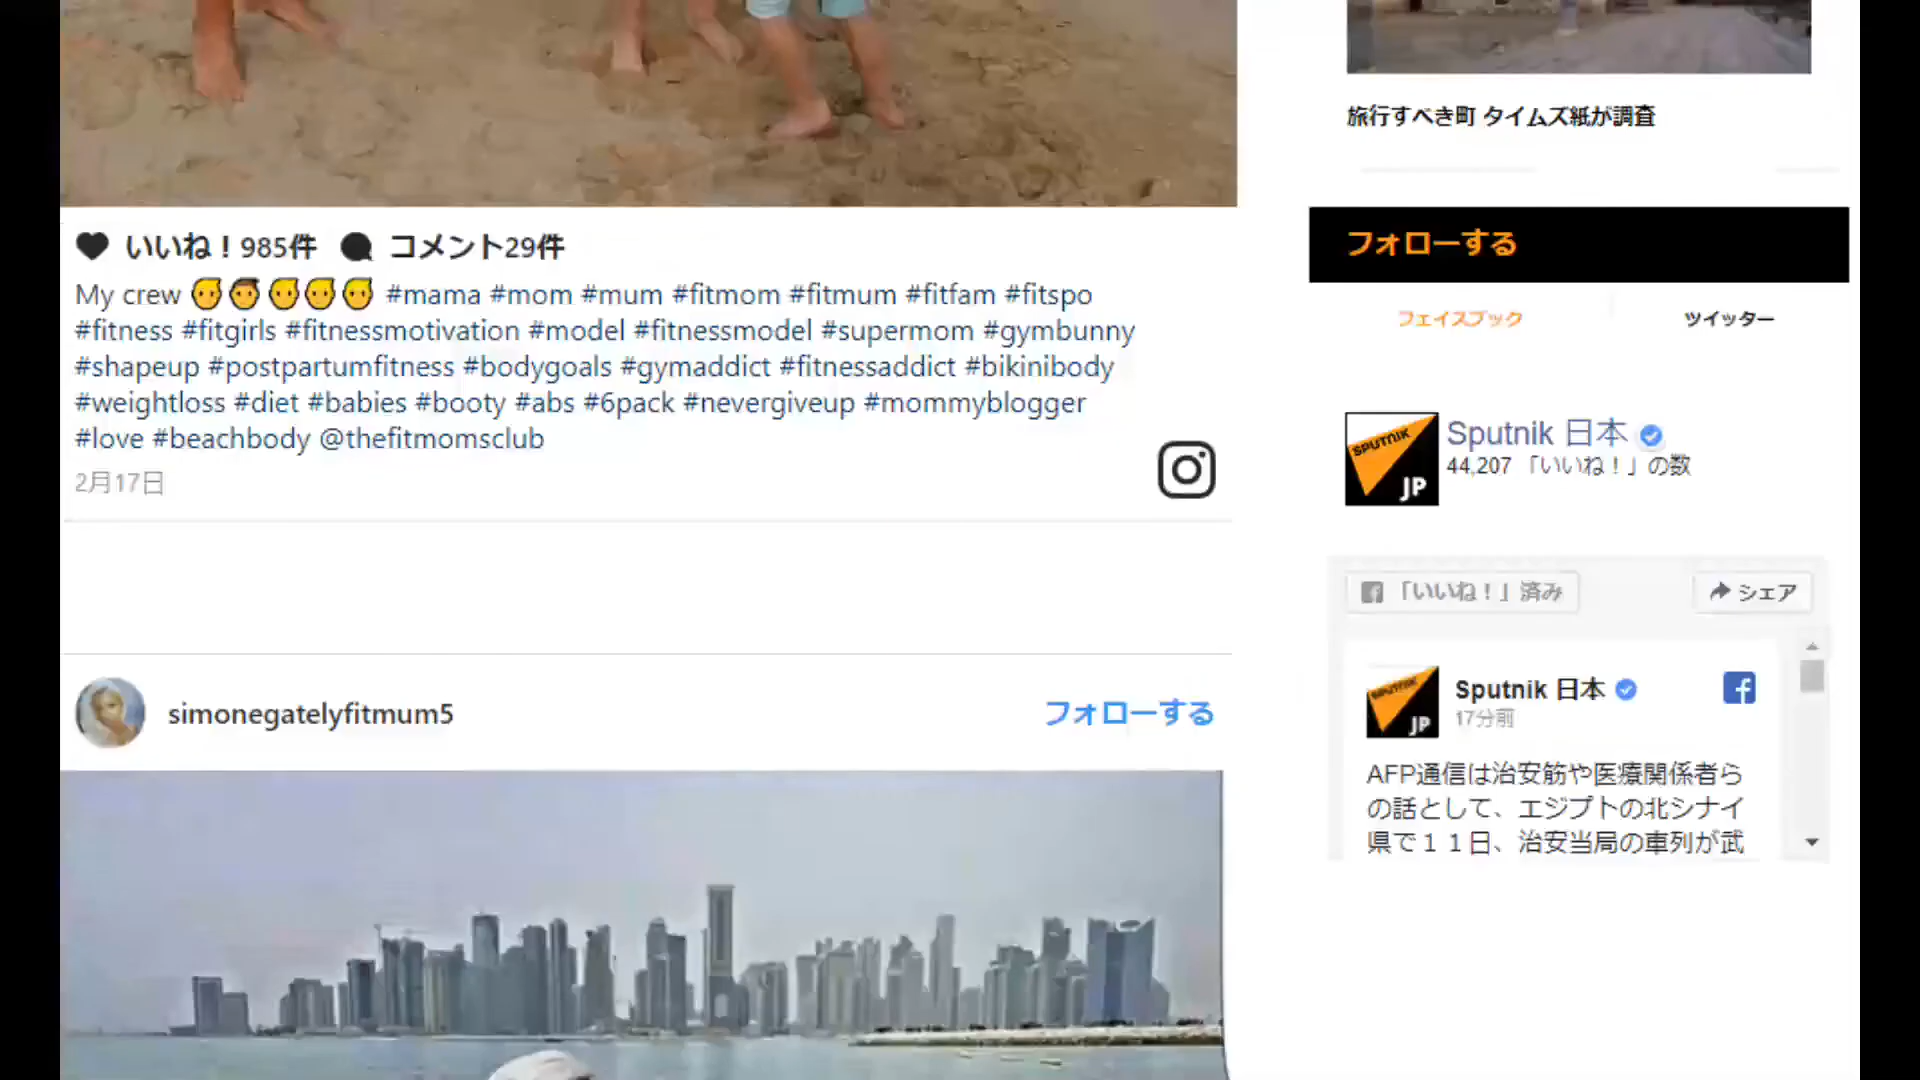 旅行すべき町 タイムズ紙が調査
いいね！985件 コメント29件
My crew #mama #mom #mum #fitmom #fitmum #fitfam #fitspo
#fitness #fitgirls #fitnessmotivation #model #fitnessmodel #supermom #gymbunny
#shapeup #postpartumfitness #bodygoals #gymaddict #fitnessaddict #bikinibody
#weightloss #diet #babies #booty #abs #6pack #nevergiveup #mommyblogger
#love #beachbody @thefitmomsclub
2月17日
simonegatelyfitmum5
フォローする
フォローする
フェイスブック ツイッター
SPUTNIK
JP
Sputnik 日本
44,207 「いいね！」の数
「いいね！」済み シェア
SPUTNIK
JP
Sputnik 日本
17分前
AFP通信は治安筋や医療関係者ら
の話として、エジプトの北シナイ
県で１１日、治安当局の車列が武